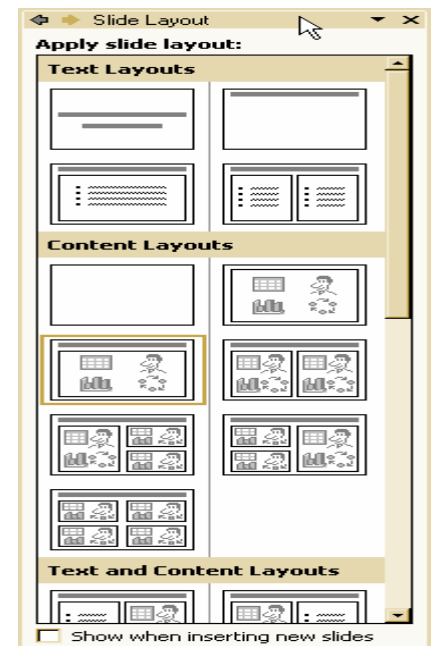 Slide Layout
Apply slide layout:
Text Layouts
Content Layouts
Text and Content Layouts
Show when inserting new slides